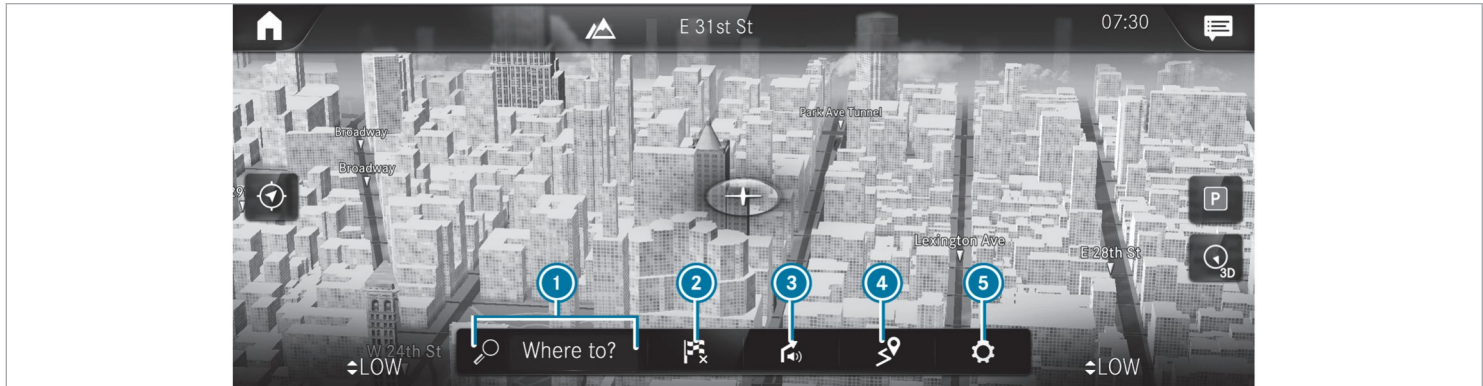 E 31st St
07:30
Park Ave Tunnel
Broadway
Broadway
P
Lexington Ave
E 28th St
3D
1
2
3
4
5
W 24th St
Where to?
LOW
LOW